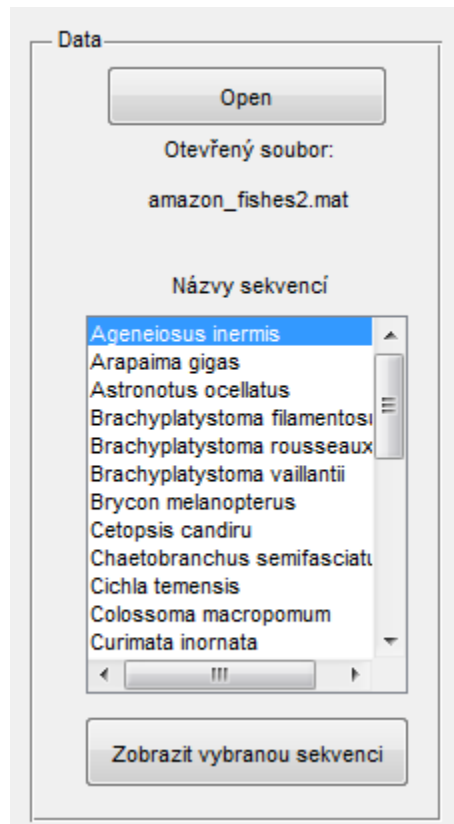 Data
Open
Otevřený soubor:
amazon_fishes2.mat
Názvy sekvencí
Ageneiosus inermis
Arapaima gigas
Astronotus ocellatus
Brachyplatystoma filamentosu
Brachyplatystoma rousseaux
Brachyplatystoma vaillantii
Brycon melanopterus
Cetopsis candiru
Chaetobranchus semifasciatu
Cichla temensis
Colossoma macropomum
Curimata inornata
Zobrazit vybranou sekvenci